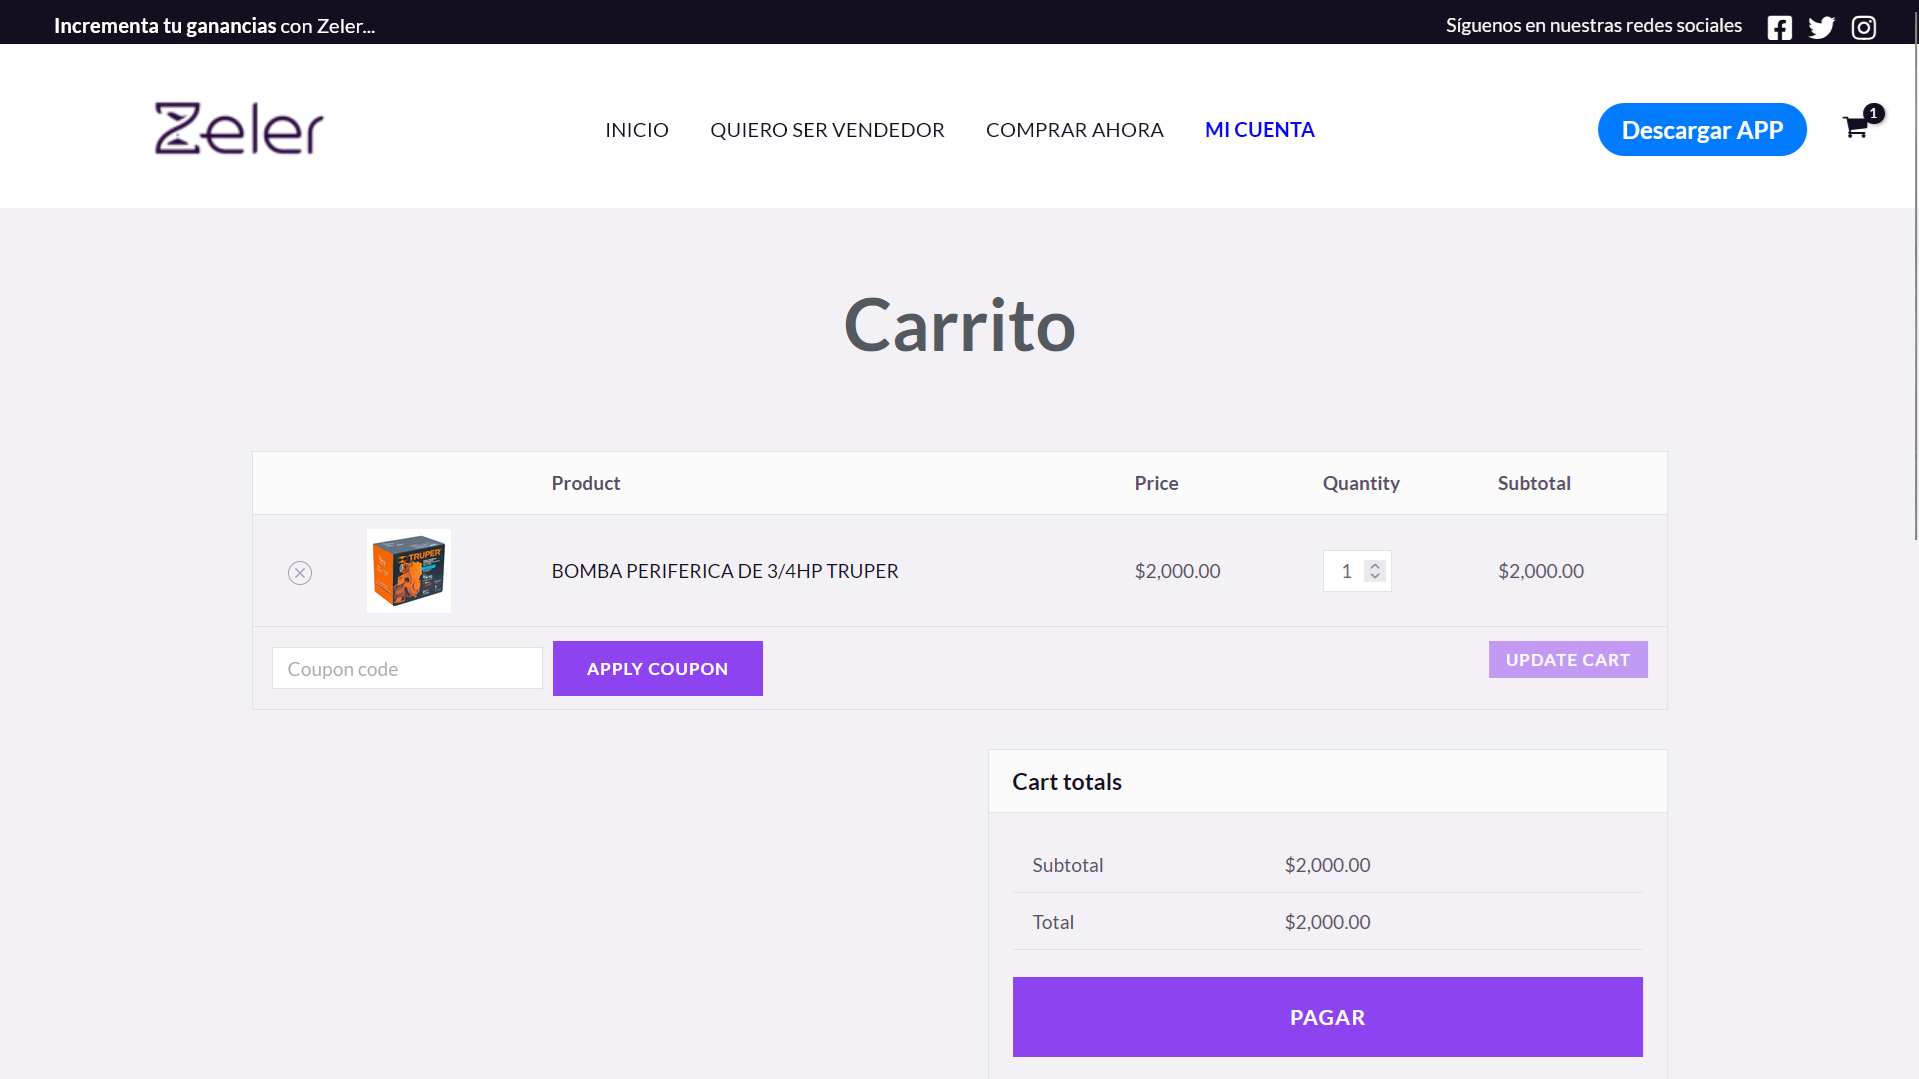 Incrementa tu ganancias con Zeler...
Síguenos en nuestras redes sociales
Zeler
INICIO
QUIERO SER VENDEDOR
COMPRAR AHORA
MI CUENTA
Descargar APP
1
Carrito
Product
Price
Quantity
Subtotal
TRUPER
BOMBA PERIFERICA DE 3/4HP TRUPER
$2,000.00
1
$2,000.00
Coupon code
APPLY COUPON
UPDATE CART
Cart totals
Subtotal
$2,000.00
Total
$2,000.00
PAGAR